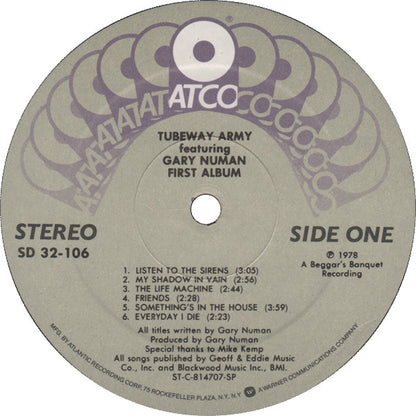 ATCO
TUBEWAY ARMY
featuring
GARY NUMAN
FIRST ALBUM
STEREO
SD 32-106
SIDE ONE
℗ 1978
A Beggar's Banquet
Recording
1. LISTEN TO THE SIRENS (3:05)
2. MY SHADOW IN VAIN (2:56)
3. THE LIFE MACHINE (2:44)
4. FRIENDS (2:28)
5. SOMETHING'S IN THE HOUSE (3:59)
6. EVERYDAY I DIE (2:23)
All titles written by Gary Numan
Produced by Gary Numan
Special thanks to Mike Kemp
All songs published by Geoff & Eddie Music
Co., Inc. and Blackwood Music Inc., BMI.
ST-C-814707-SP
MFG. BY ATLANTIC RECORDING CORP., 75 ROCKEFELLER PLAZA, N.Y., N.Y. A WARNER COMMUNICATIONS COMPANY